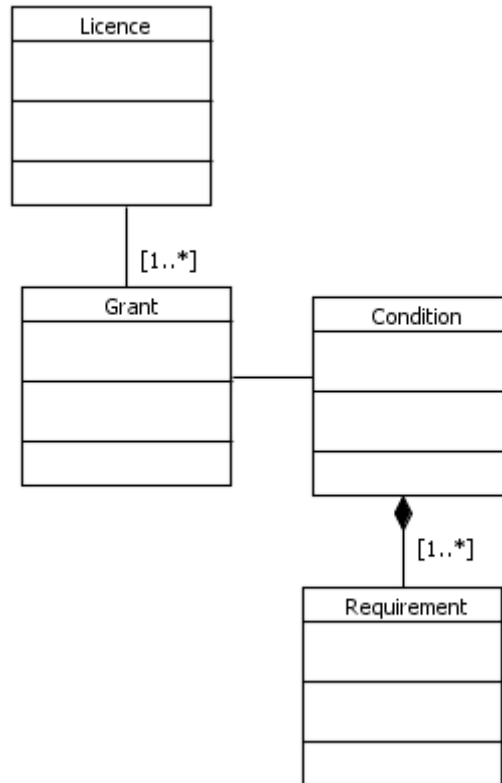 Licence
[1..*]
Grant
Condition
[1..*]
Requirement